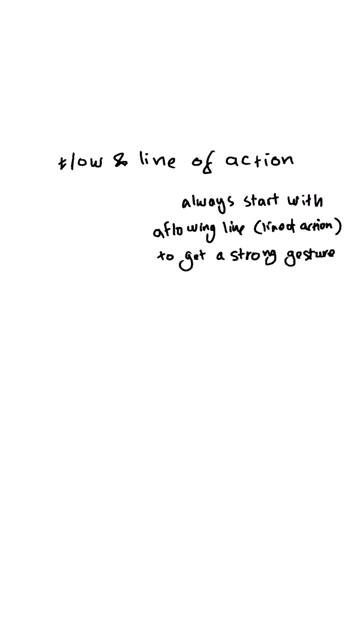 flow & line of action
always start with
a flowing line (line of action)
to get a strong gesture